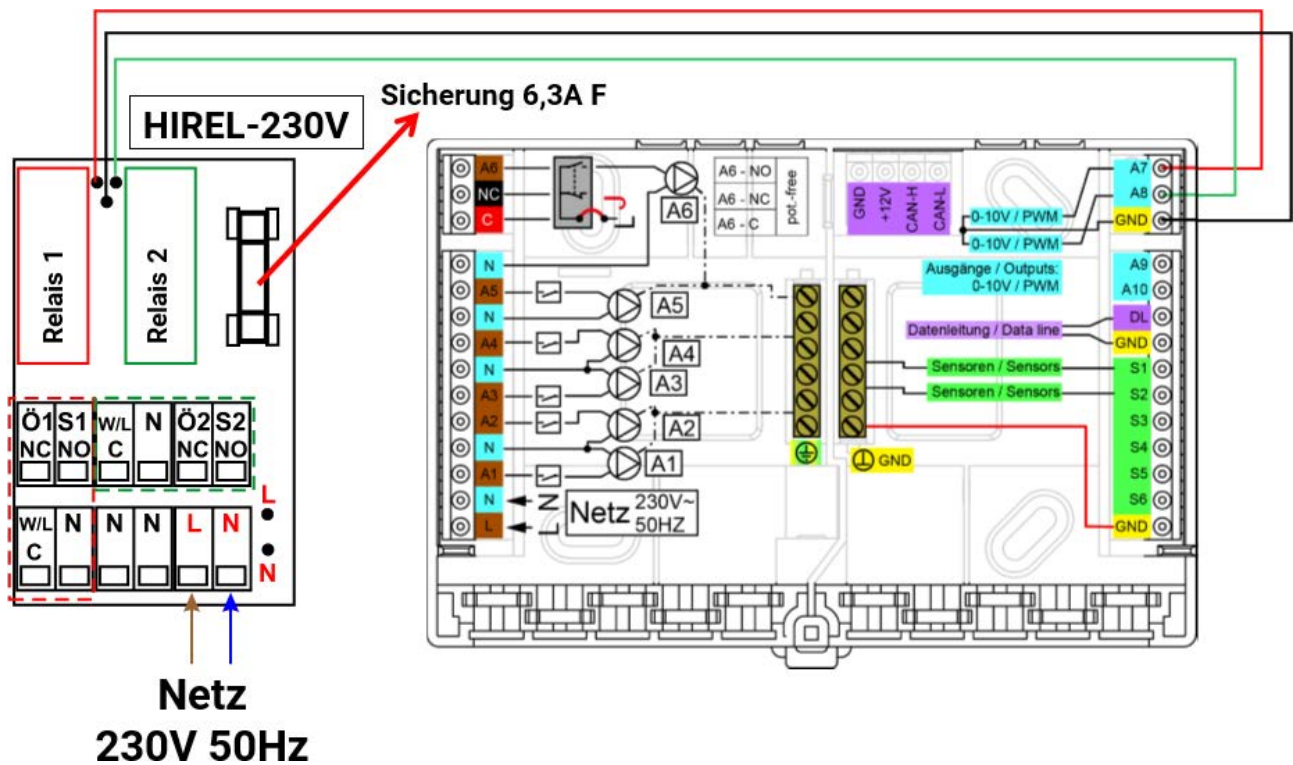 Sicherung 6,3A F
HIREL-230V
Relais 1
Relais 2
Ö1
NC
S1
NO
W/L
C
N
Ö2
NC
S2
NO
W/L
C
N
N
N
L
N
L
N
Netz
230V 50Hz
A6
NC
C
N
A5
N
A4
N
A3
A2
N
A1
N
L
L
A6
A5
A4
A3
A2
A1
N
L
Netz 230V~
50HZ
A6 - NO
A6 - NC
A6 - C
pot.-free
GND
+12V
CAN-H
CAN-L
0-10V / PWM
0-10V / PWM
Ausgänge / Outputs:
0-10V / PWM
Datenleitung / Data line
Sensoren / Sensors
Sensoren / Sensors
GND
A7
A8
GND
A9
A10
DL
GND
S1
S2
S3
S4
S5
S6
GND